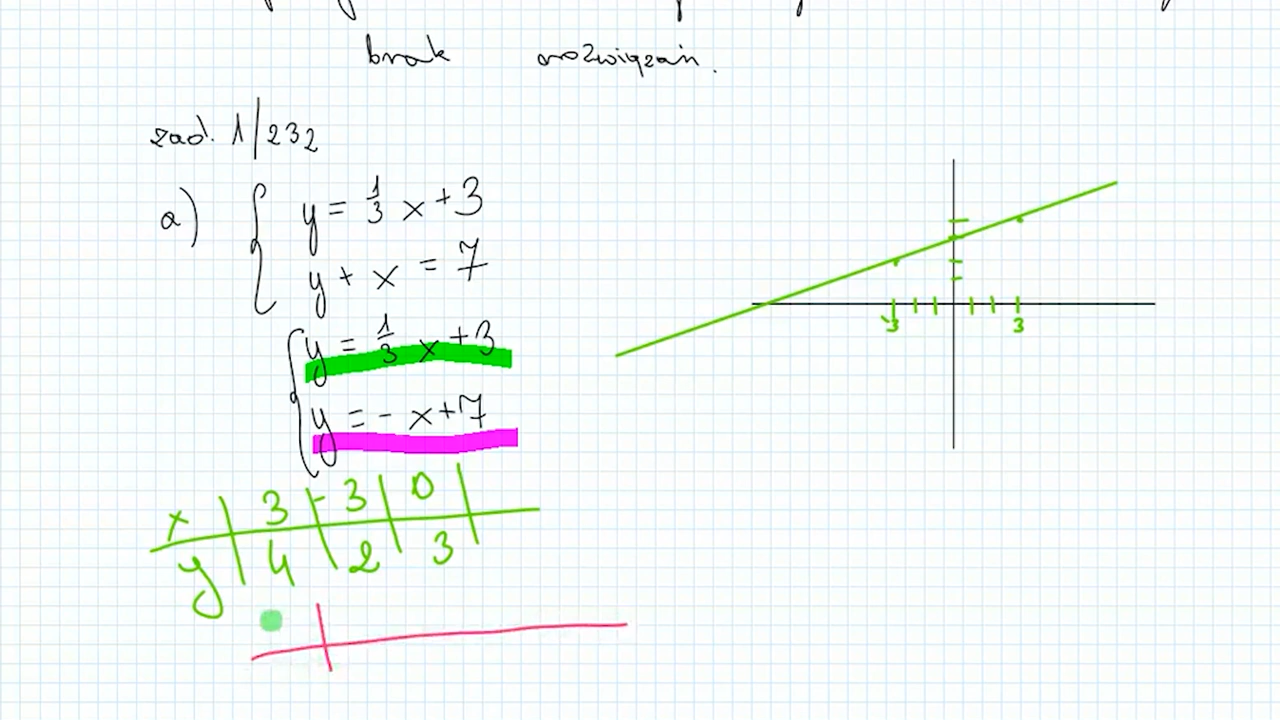 brak rozwiązań.
zad. 1/232
a) { y = 1/3 x + 3
y + x = 7
{ y = 1/3 x + 3
y = - x + 7
x | 3 | -3 | 0 |
y | 4 | 2 | 3
-3 3